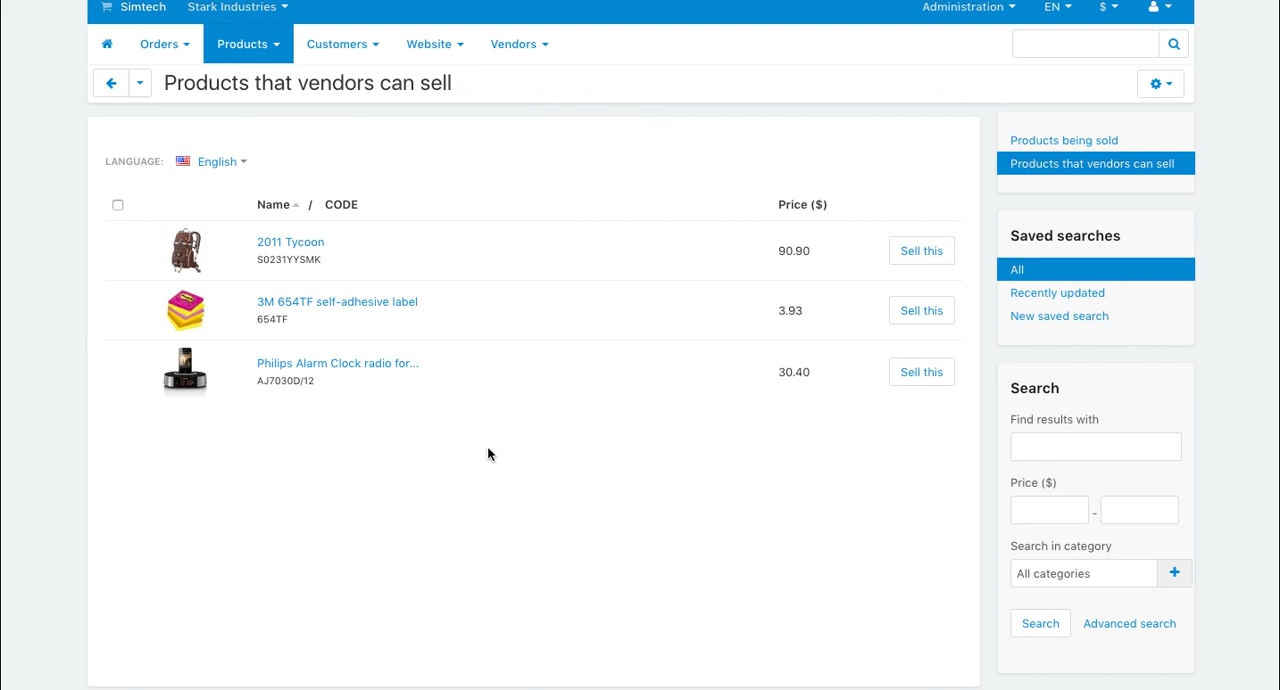 Simtech Stark Industries Administration EN $
Orders Products Customers Website Vendors
Products that vendors can sell
LANGUAGE: English
Name / CODE Price ($)
2011 Tycoon
S0231YYSMK
90.90 Sell this
3M 654TF self-adhesive label
654TF
3.93 Sell this
Philips Alarm Clock radio for...
AJ7030D/12
30.40 Sell this
Products being sold
Products that vendors can sell
Saved searches
All
Recently updated
New saved search
Search
Find results with
Price ($)
-
Search in category
All categories +
Search Advanced search